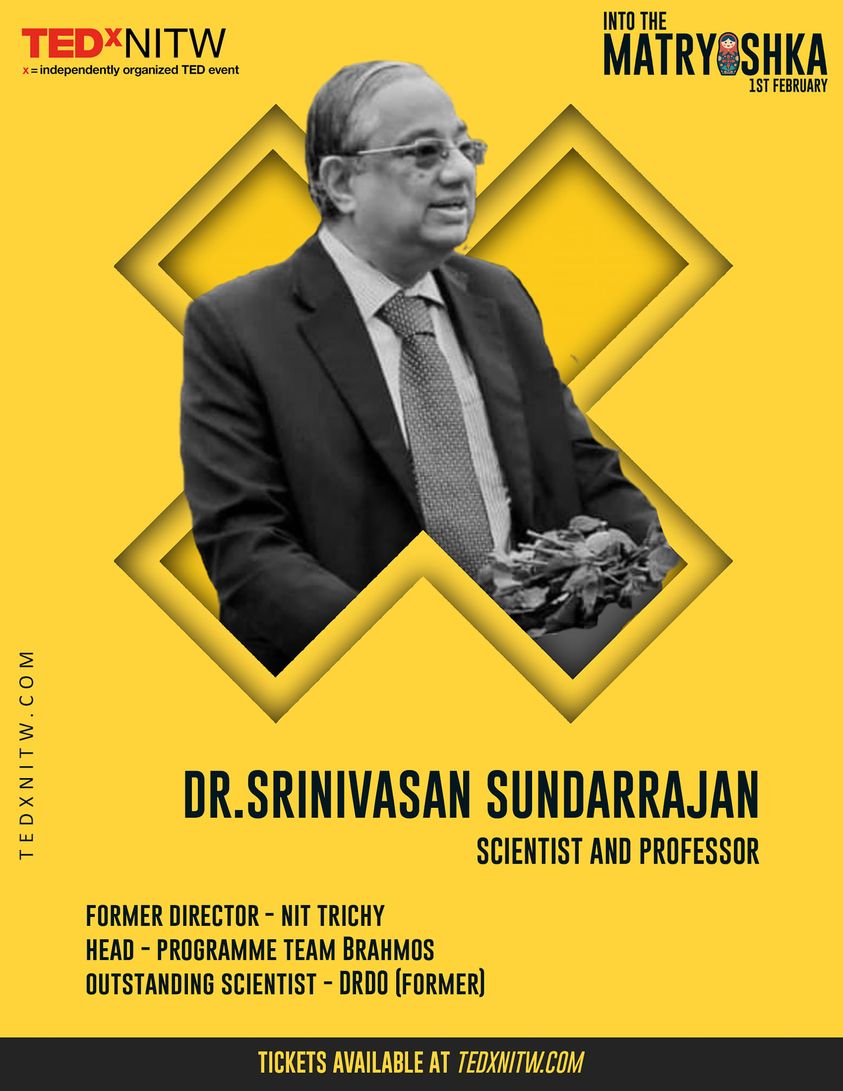 TEDxNITW
x = independently organized TED event
INTO THE
MATRYOSHKA
1ST FEBRUARY
TEDXNITW.COM
DR.SRINIVASAN SUNDARRAJAN
SCIENTIST AND PROFESSOR
FORMER DIRECTOR - NIT TRICHY
HEAD - PROGRAMME TEAM BRAHMOS
OUTSTANDING SCIENTIST - DRDO (FORMER)
TICKETS AVAILABLE AT TEDXNITW.COM